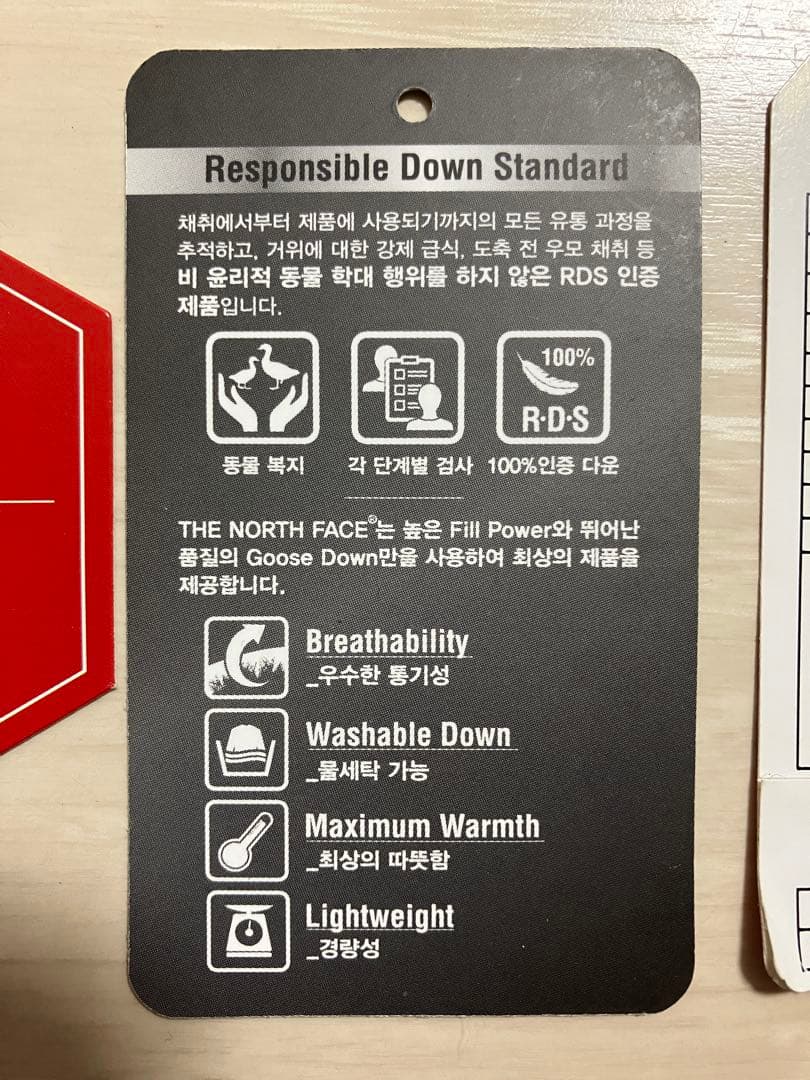 Responsible Down Standard
채취에서부터 제품에 사용되기까지의 모든 유통 과정을
추적하고, 거위에 대한 강제 급식, 도축 전 우모 채취 등
비 윤리적 동물 학대 행위를 하지 않은 RDS 인증
제품입니다.
100%
R·D·S
동물 복지 각 단계별 검사 100%인증 다운
THE NORTH FACE®는 높은 Fill Power와 뛰어난
품질의 Goose Down만을 사용하여 최상의 제품을
제공합니다.
Breathability
_우수한 통기성
Washable Down
_물세탁 가능
Maximum Warmth
_최상의 따뜻함
Lightweight
_경량성